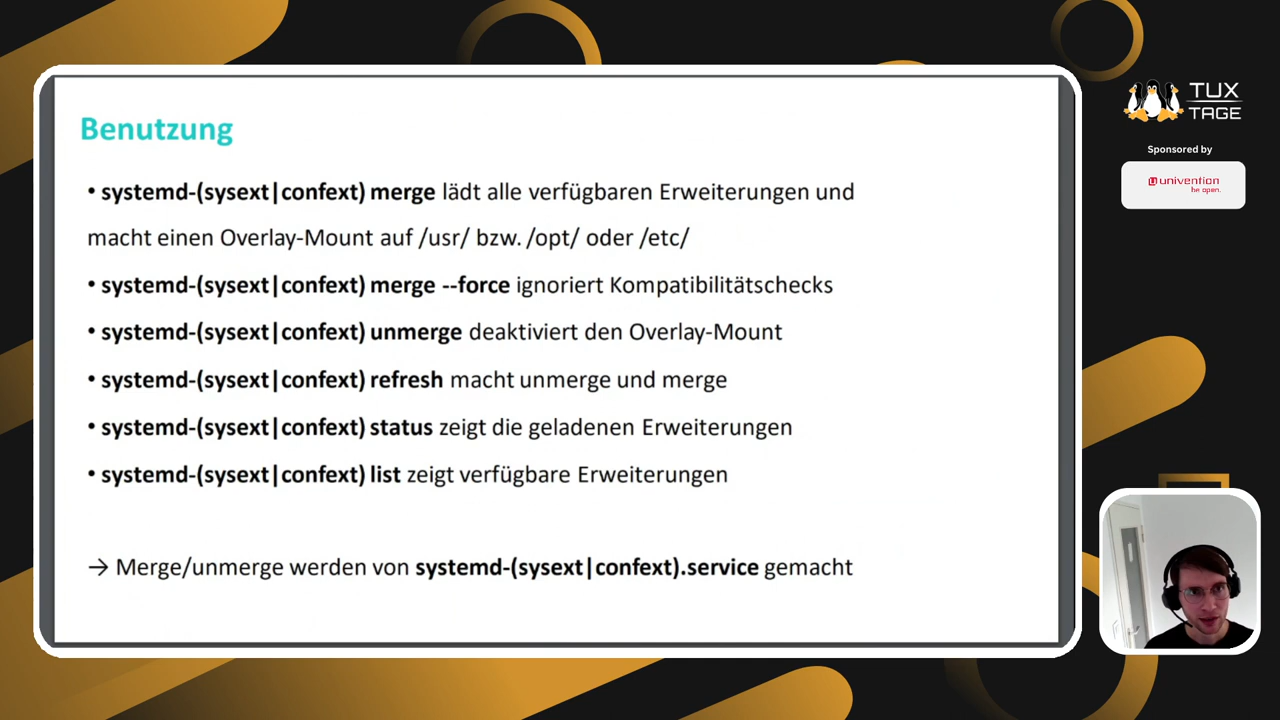 Benutzung
• systemd-(sysext|confext) merge lädt alle verfügbaren Erweiterungen und
macht einen Overlay-Mount auf /usr/ bzw. /opt/ oder /etc/
• systemd-(sysext|confext) merge --force ignoriert Kompatibilitätschecks
• systemd-(sysext|confext) unmerge deaktiviert den Overlay-Mount
• systemd-(sysext|confext) refresh macht unmerge und merge
• systemd-(sysext|confext) status zeigt die geladenen Erweiterungen
• systemd-(sysext|confext) list zeigt verfügbare Erweiterungen
→ Merge/unmerge werden von systemd-(sysext|confext).service gemacht
TUX
TAGE
Sponsored by
univention
be open.